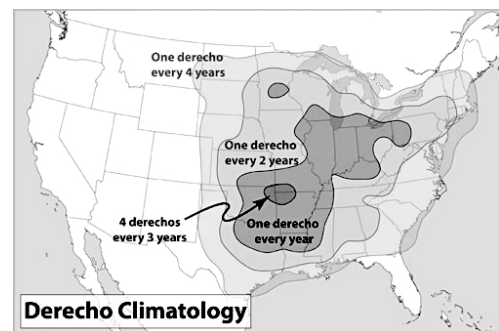 One derecho
every 4 years
One derecho
every 2 years
4 derechos
every 3 years
One derecho
every year
Derecho Climatology